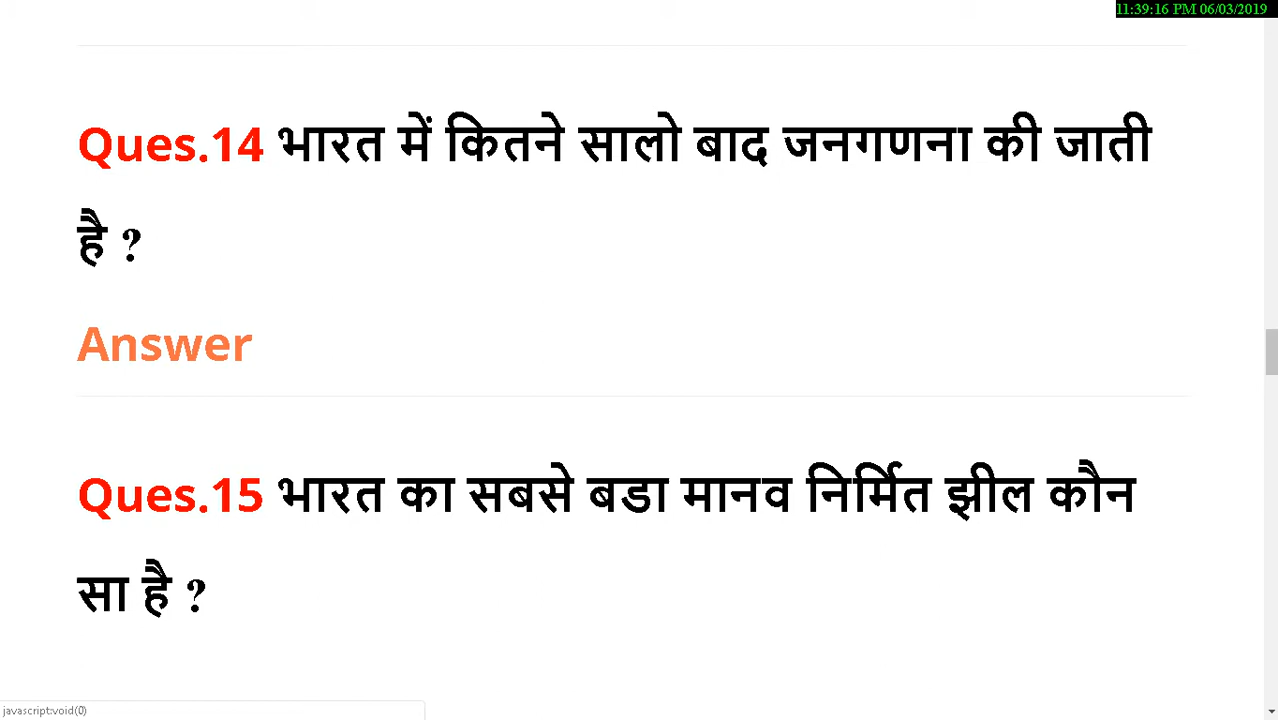 11:39:16 PM 06/03/2019
Ques.14 भारत में कितने सालो बाद जनगणना की जाती
है ?
Answer
Ques.15 भारत का सबसे बडा मानव निर्मित झील कौन
सा है ?
javascript:void(0)